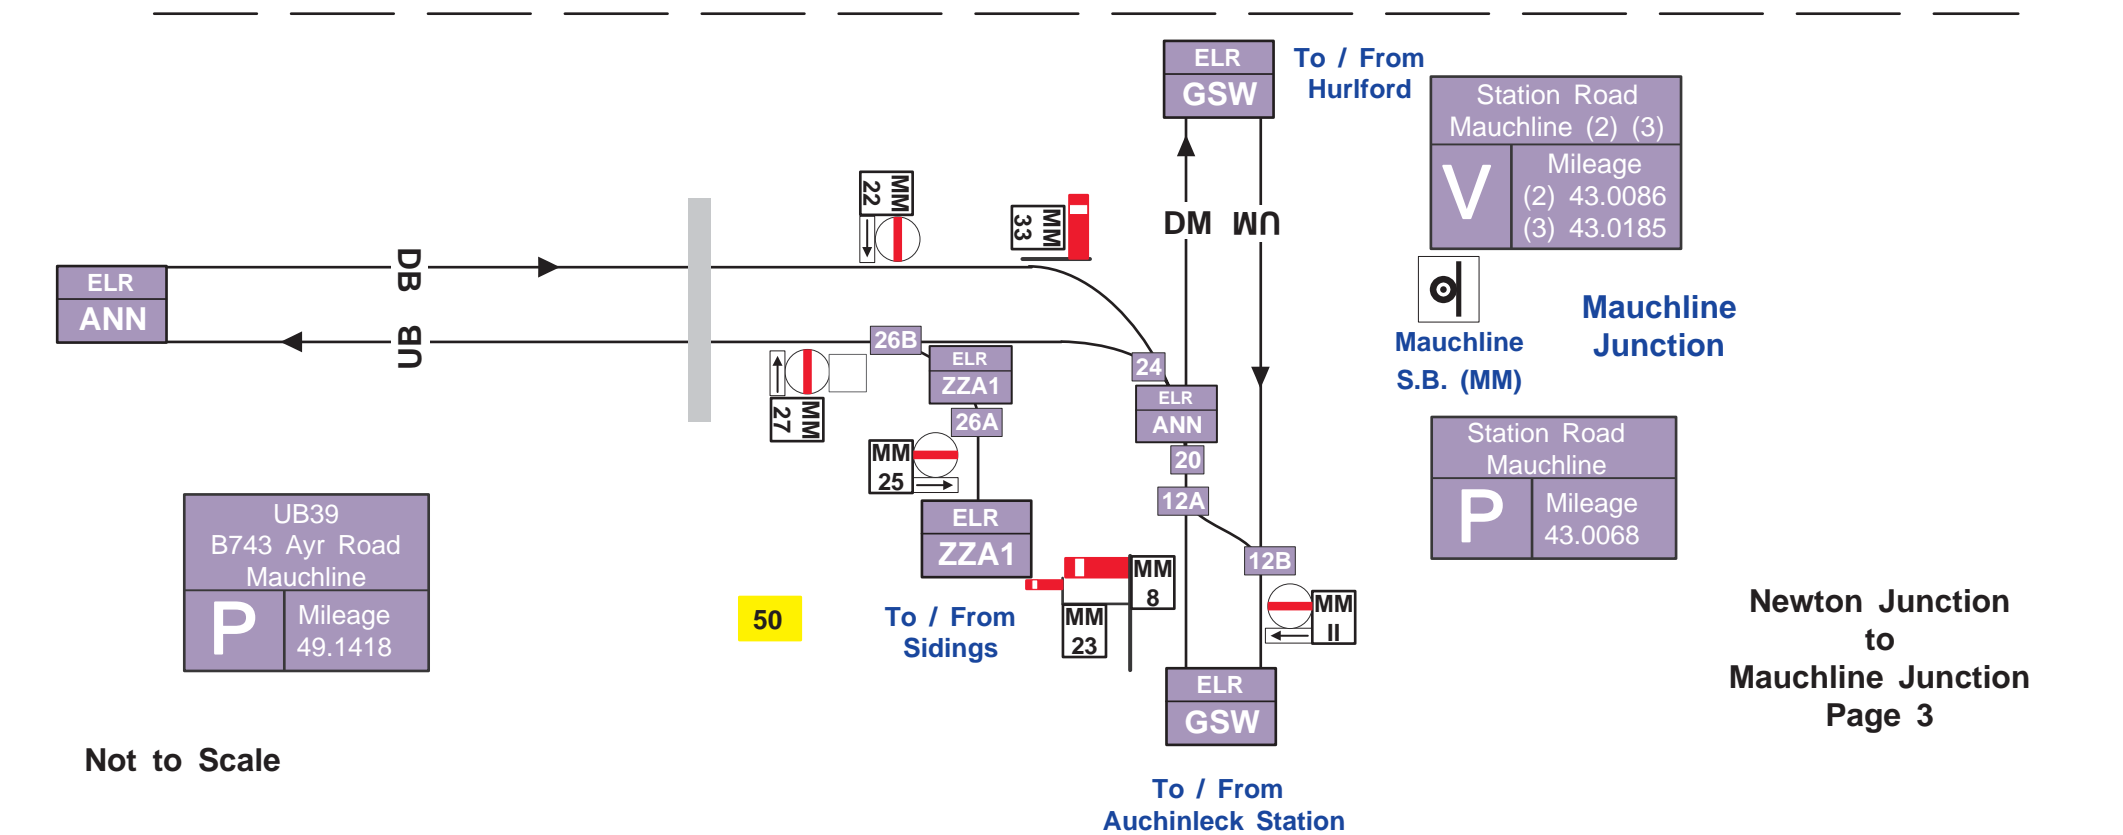 ELR
GSW
To / From
Hurlford
Station Road
Mauchline (2) (3)
V
Mileage
(2) 43.0086
(3) 43.0185
MM
22
MM
33
DM
UM
DB
UB
ELR
ANN
26B
ELR
ZZA1
26A
24
ELR
ANN
20
12A
12B
MM
27
MM
25
Mauchline
S.B. (MM)
Mauchline
Junction
Station Road
Mauchline
P
Mileage
43.0068
UB39
B743 Ayr Road
Mauchline
P
Mileage
49.1418
ELR
ZZA1
To / From
Sidings
50
MM
8
MM
23
MM
II
ELR
GSW
To / From
Auchinleck Station
Newton Junction
to
Mauchline Junction
Page 3
Not to Scale